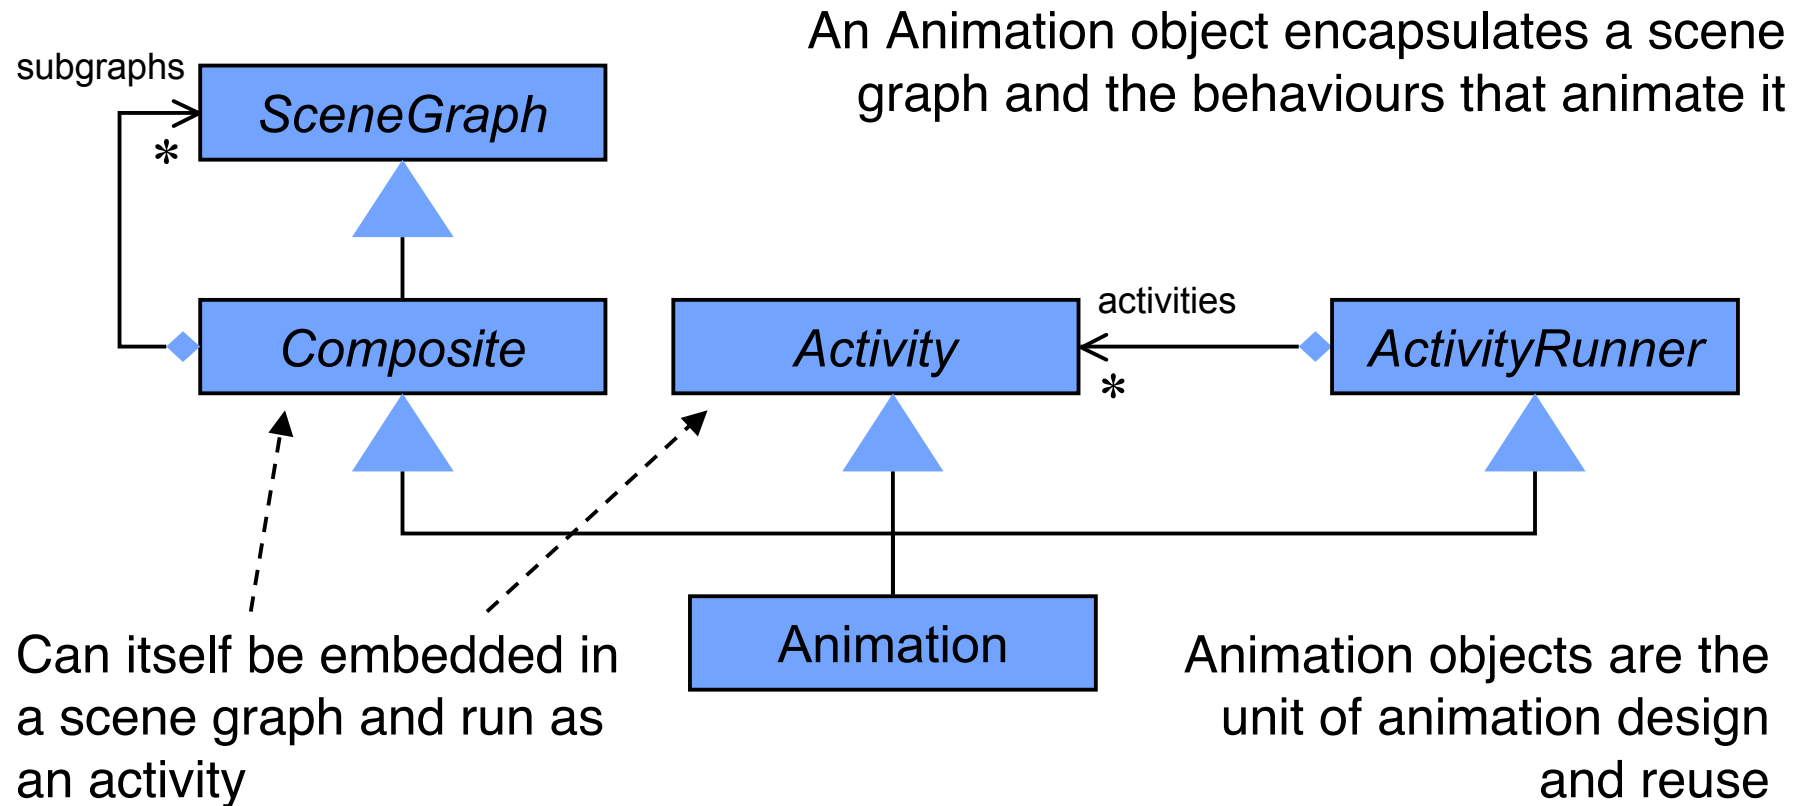 An Animation object encapsulates a scene
graph and the behaviours that animate it
subgraphs
SceneGraph
*
Composite
Activity
activities
*
ActivityRunner
Animation
Can itself be embedded in
a scene graph and run as
an activity
Animation objects are the
unit of animation design
and reuse